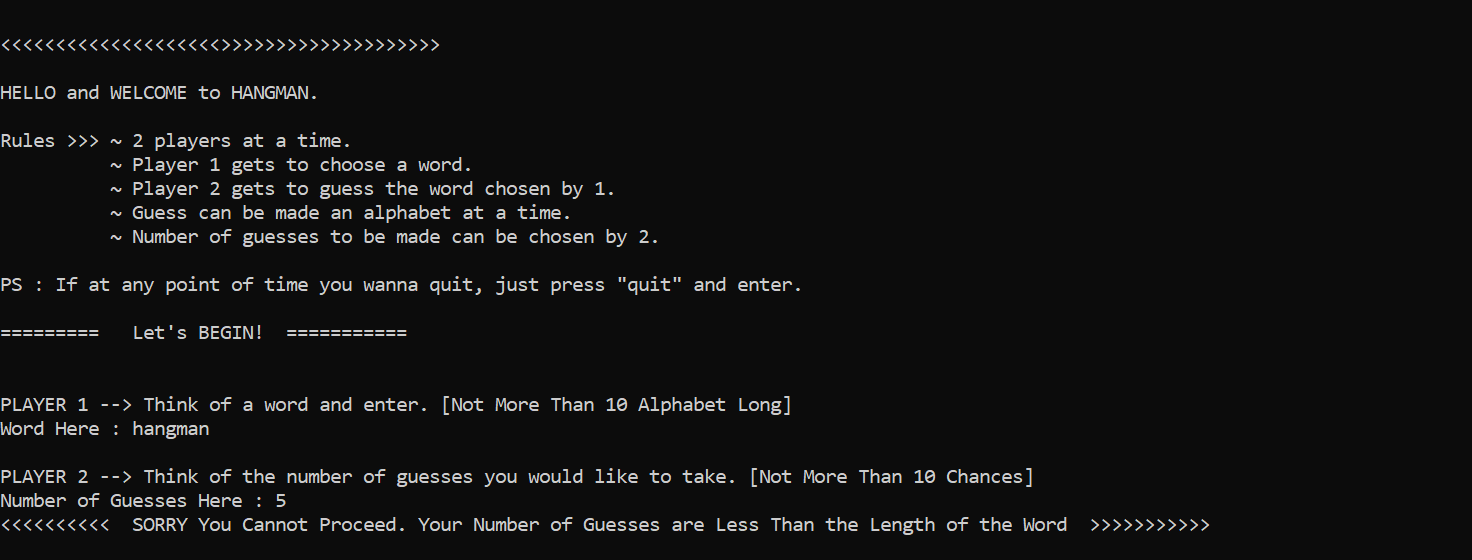 <<<<<<<<<<<<<<<<<<<<>>>>>>>>>>>>>>>>>>>>
HELLO and WELCOME to HANGMAN.
Rules >>> ~ 2 players at a time.
~ Player 1 gets to choose a word.
~ Player 2 gets to guess the word chosen by 1.
~ Guess can be made an alphabet at a time.
~ Number of guesses to be made can be chosen by 2.
PS : If at any point of time you wanna quit, just press "quit" and enter.
=========   Let's BEGIN!  ===========
PLAYER 1 --> Think of a word and enter. [Not More Than 10 Alphabet Long]
Word Here : hangman
PLAYER 2 --> Think of the number of guesses you would like to take. [Not More Than 10 Chances]
Number of Guesses Here : 5
<<<<<<<<<<  SORRY You Cannot Proceed. Your Number of Guesses are Less Than the Length of the Word  >>>>>>>>>>>